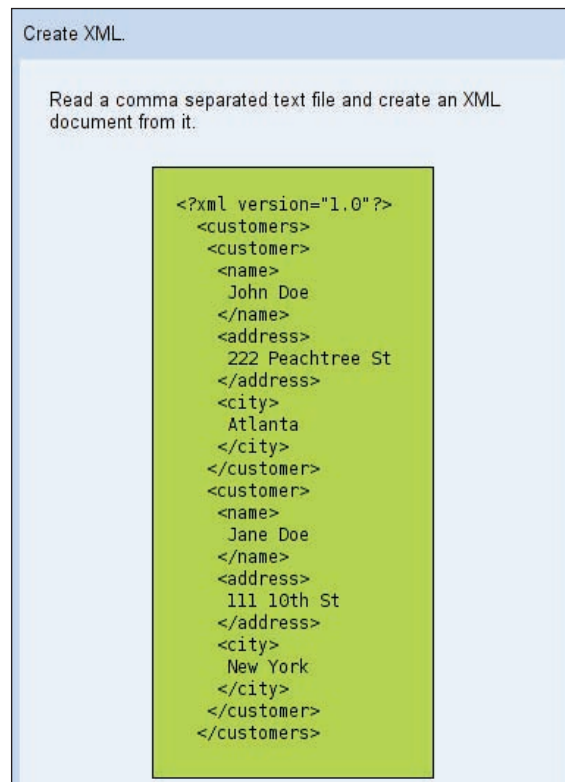 Create XML.
Read a comma separated text file and create an XML
document from it.
<?xml version="1.0"?>
<customers>
<customer>
<name>
John Doe
</name>
<address>
222 Peachtree St
</address>
<city>
Atlanta
</city>
</customer>
<customer>
<name>
Jane Doe
</name>
<address>
111 10th St
</address>
<city>
New York
</city>
</customer>
</customers>